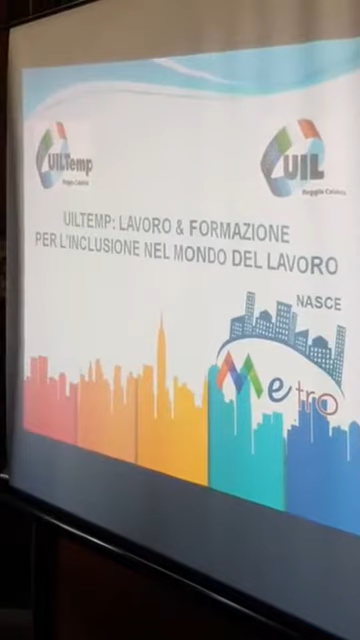 UILTemp
Reggio Calabria
UIL
Reggio Calabria
UILTEMP: LAVORO & FORMAZIONE
PER L'INCLUSIONE NEL MONDO DEL LAVORO
NASCE
Metro